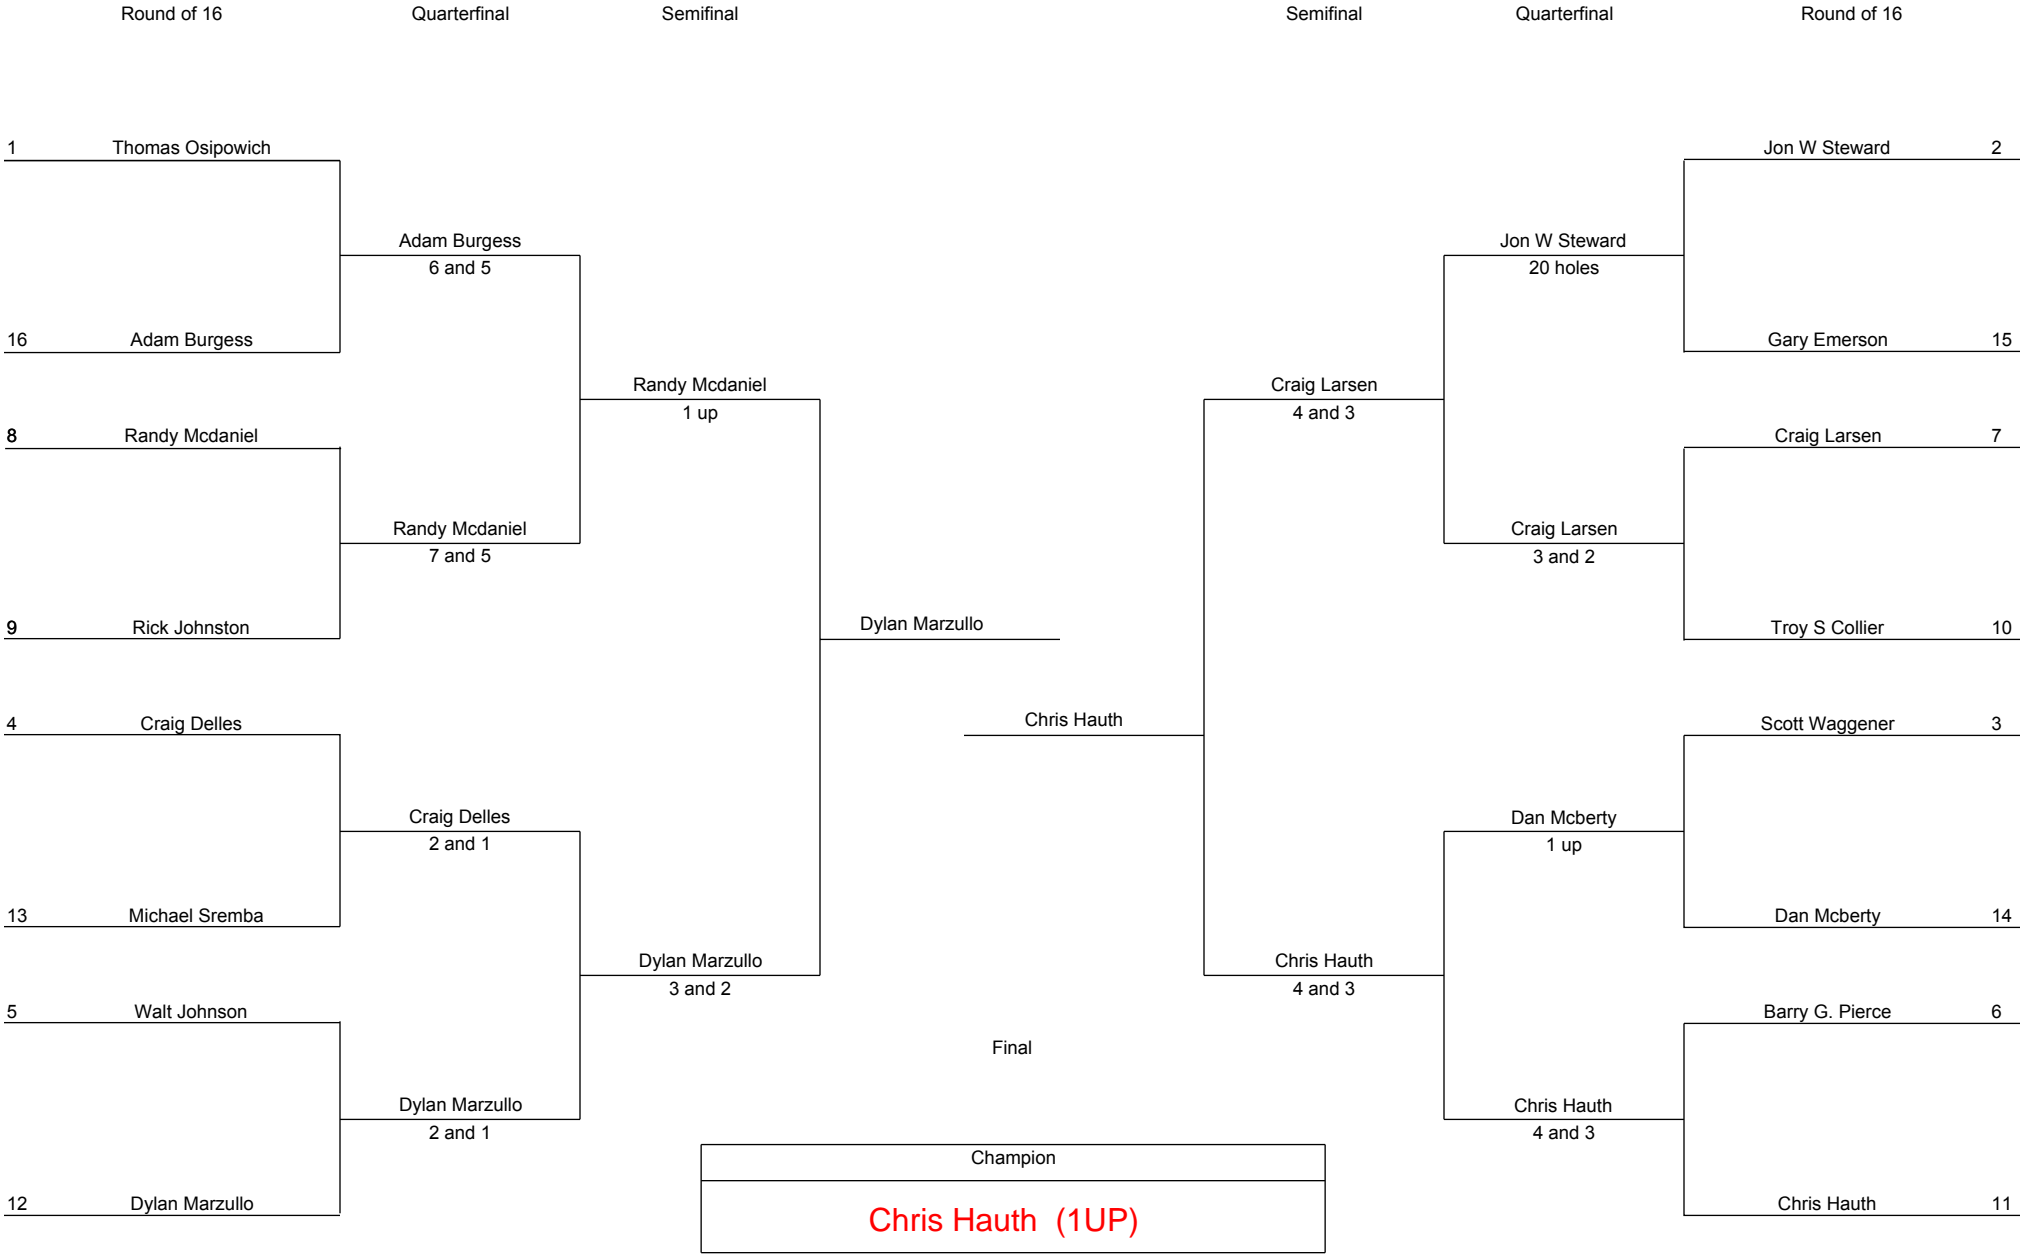 Round of 16 Quarterfinal Semifinal Semifinal Quarterfinal Round of 16
1 Thomas Osipowich Jon W Steward 2
Adam Burgess Jon W Steward
6 and 5 20 holes
16 Adam Burgess Gary Emerson 15
Randy Mcdaniel Craig Larsen
1 up 4 and 3
8 Randy Mcdaniel Craig Larsen 7
Randy Mcdaniel Craig Larsen
7 and 5 3 and 2
9 Rick Johnston Dylan Marzullo Troy S Collier 10
4 Craig Delles Chris Hauth Scott Waggener 3
Craig Delles Dan Mcberty
2 and 1 1 up
13 Michael Sremba Dan Mcberty 14
Dylan Marzullo Chris Hauth
3 and 2 4 and 3
5 Walt Johnson Barry G. Pierce 6
Final
Dylan Marzullo Chris Hauth
2 and 1 4 and 3
Champion
12 Dylan Marzullo Chris Hauth 11
Chris Hauth (1UP)